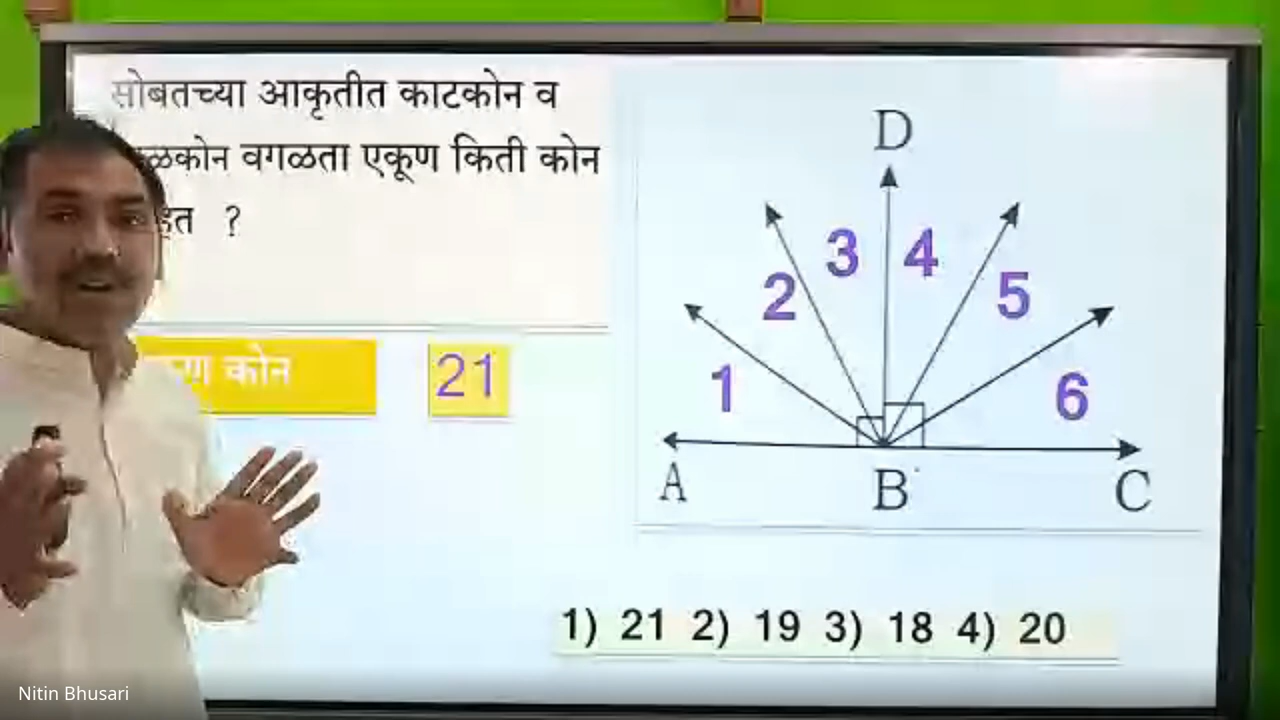 सोबतच्या आकृतीत काटकोन व
वगळता एकूण किती कोन
?
कोन
21
D
3
4
2
5
1
6
A
B
C
1) 21 2) 19 3) 18 4) 20
Nitin Bhusari